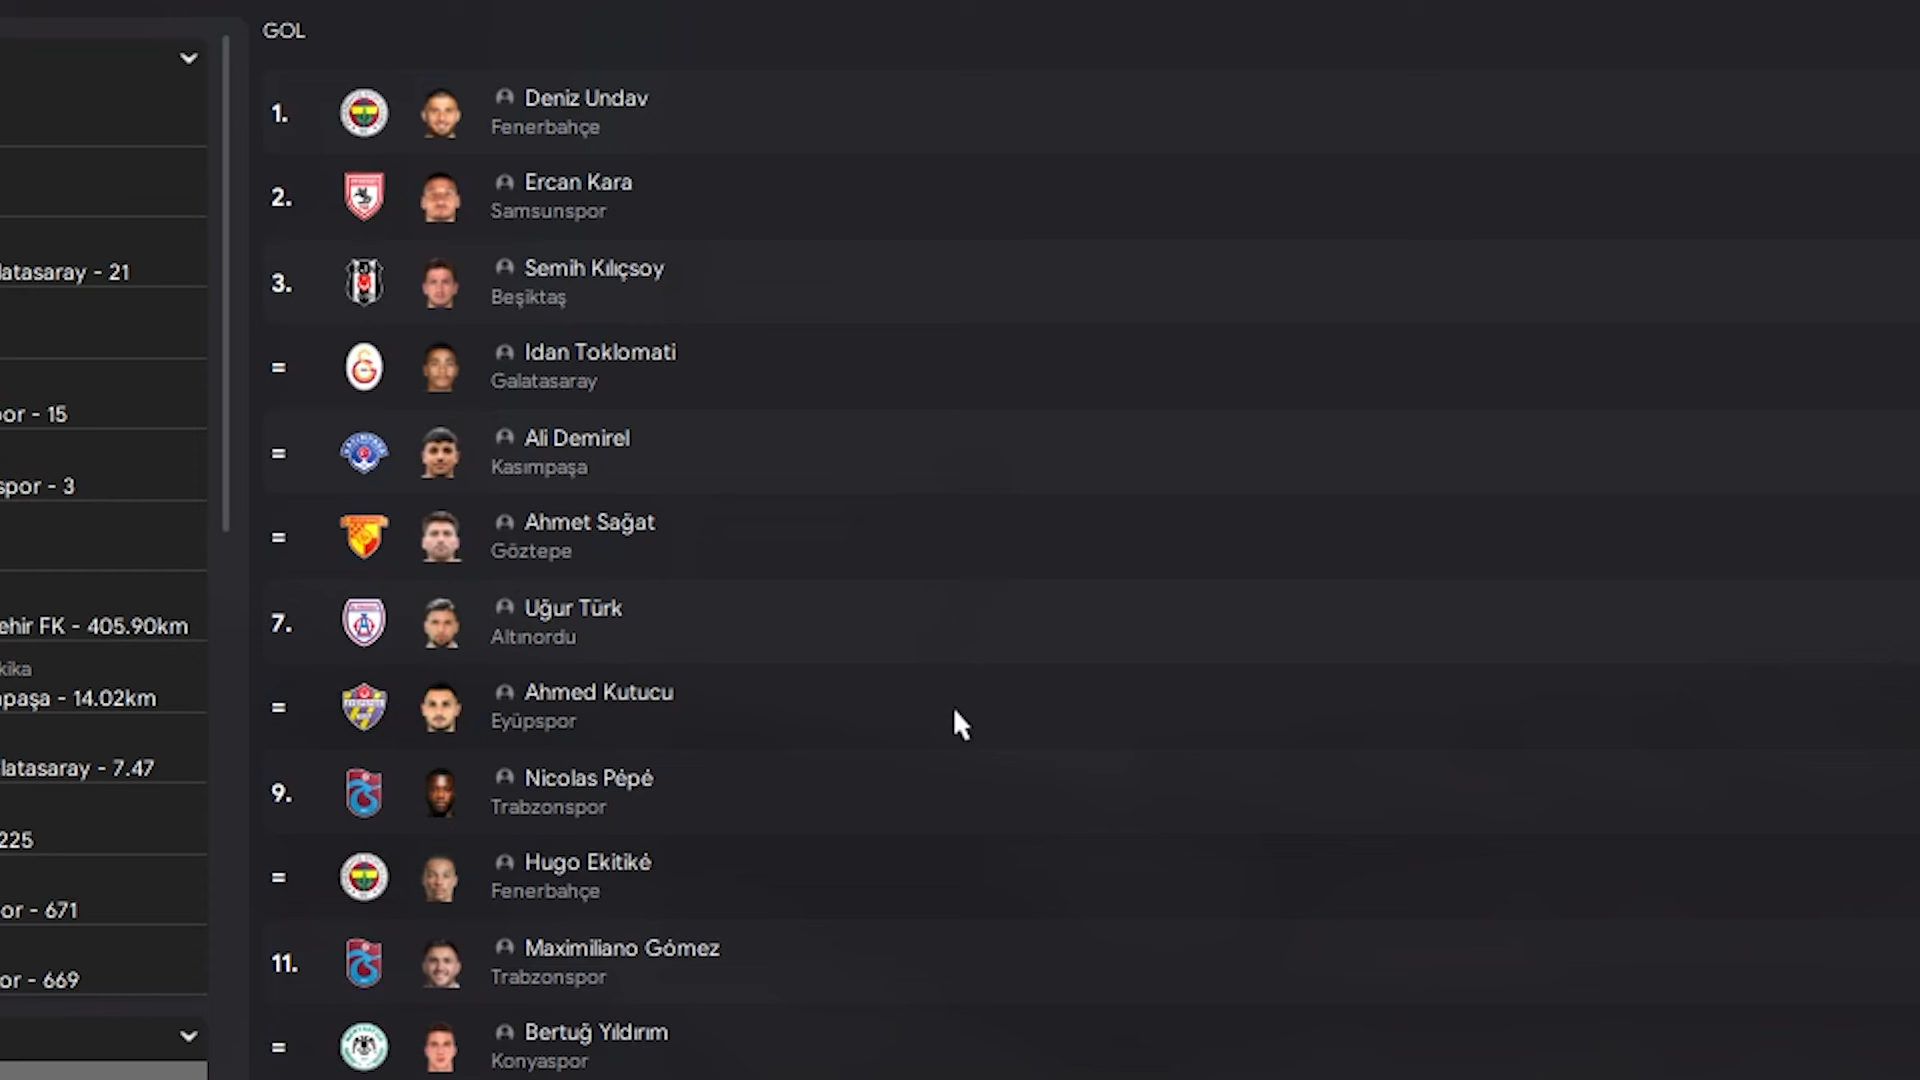 latasaray - 21
or - 15
spor - 3
ehir FK - 405.90km
kika
npaşa - 14.02km
latasaray - 7.47
225
or - 671
or - 669
GOL
1.
Deniz Undav
Fenerbahçe
2.
Ercan Kara
Samsunspor
3.
Semih Kılıçsoy
Beşiktaş
=
Idan Toklomati
Galatasaray
=
Ali Demirel
Kasımpaşa
=
Ahmet Sağat
Göztepe
7.
Uğur Türk
Altınordu
=
Ahmed Kutucu
Eyüpspor
9.
Nicolas Pépé
Trabzonspor
=
Hugo Ekitiké
Fenerbahçe
11.
Maximiliano Gómez
Trabzonspor
=
Bertuğ Yıldırım
Konyaspor